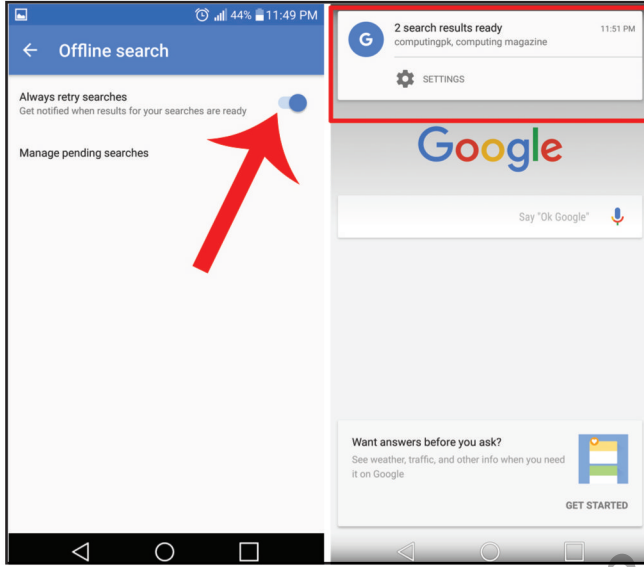 44% 11:49 PM
Offline search
Always retry searches
Get notified when results for your searches are ready
Manage pending searches
G
2 search results ready
11:51 PM
computingpk, computing magazine
SETTINGS
Google
Say "Ok Google"
Want answers before you ask?
See weather, traffic, and other info when you need
it on Google
GET STARTED